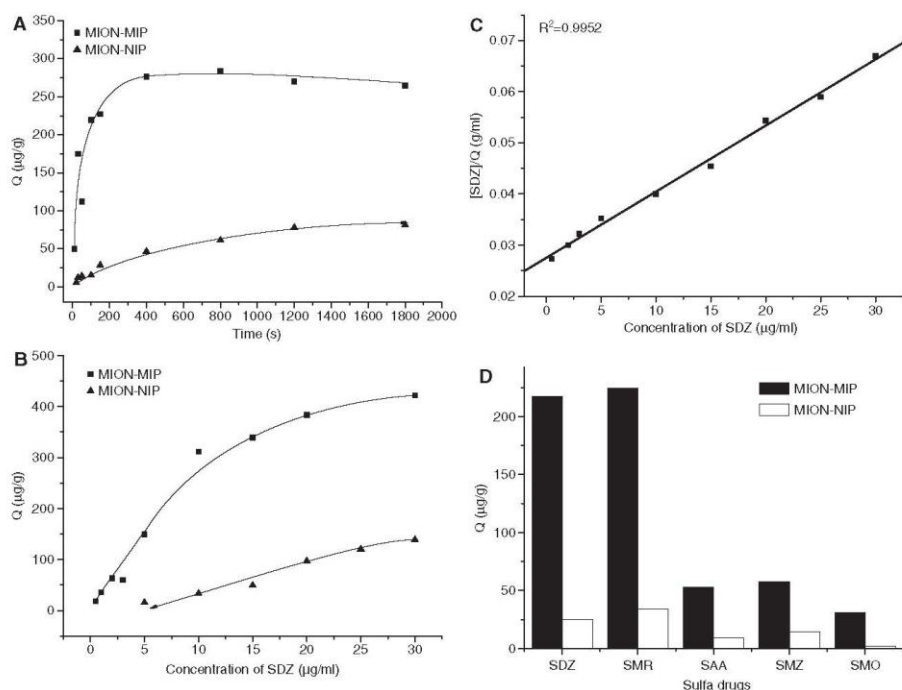 A
MION-MIP
MION-NIP
350
300
250
200
150
100
50
0
Q (µg/g)
0 200 400 600 800 1000 1200 1400 1600 1800 2000
Time (s)
C
R²=0.9952
0.07
0.06
0.05
0.04
0.03
0.02
[SDZ]/Q (g/ml)
0 5 10 15 20 25 30
Concentration of SDZ (µg/ml)
B
MION-MIP
MION-NIP
500
400
300
200
100
0
Q (µg/g)
0 5 10 15 20 25 30
Concentration of SDZ (µg/ml)
D
MION-MIP
MION-NIP
200
150
100
50
0
Q (µg/g)
SDZ SMR SAA SMZ SMO
Sulfa drugs